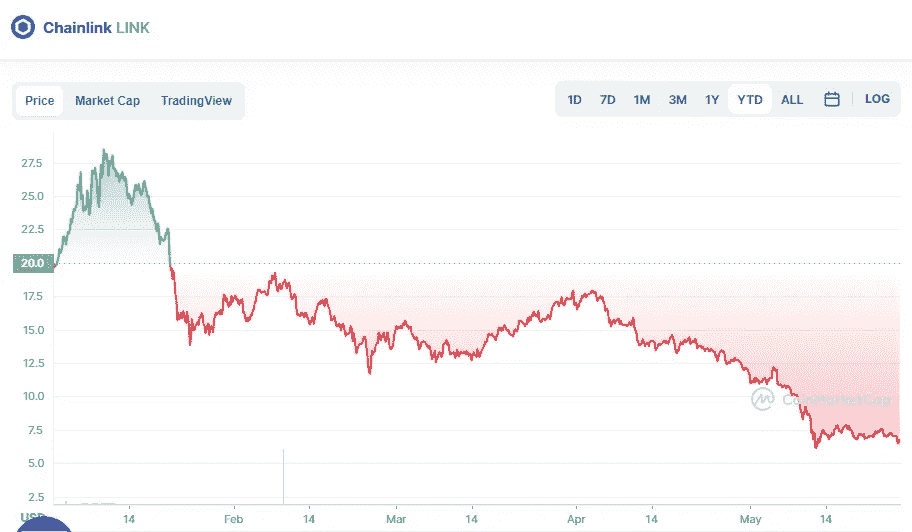 Chainlink LINK
Price Market Cap TradingView
1D 7D 1M 3M 1Y YTD ALL LOG
27.5
25.0
22.5
20.0
17.5
15.0
12.5
10.0
CoinMarketCap
7.5
5.0
2.5
USD
14 Feb 14 Mar 14 Apr 14 May 14